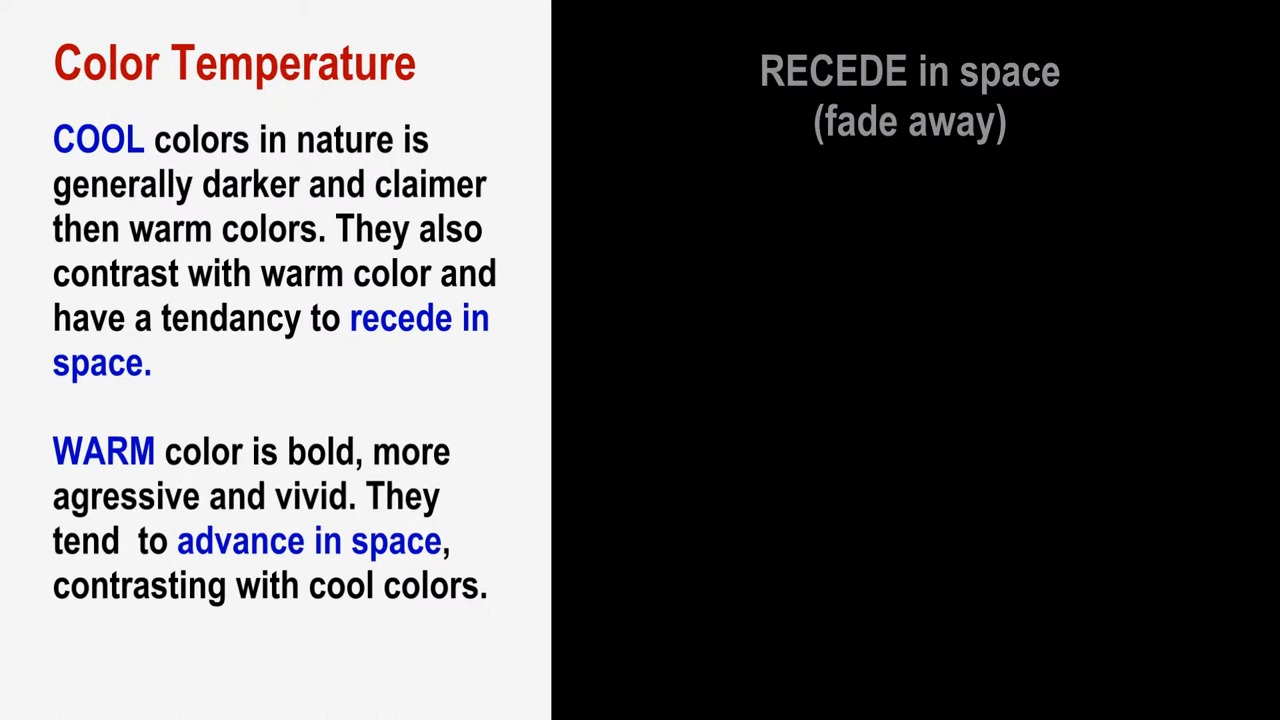 Color Temperature
COOL colors in nature is
generally darker and claimer
then warm colors. They also
contrast with warm color and
have a tendancy to recede in
space.
WARM color is bold, more
agressive and vivid. They
tend  to advance in space,
contrasting with cool colors.
RECEDE in space
(fade away)